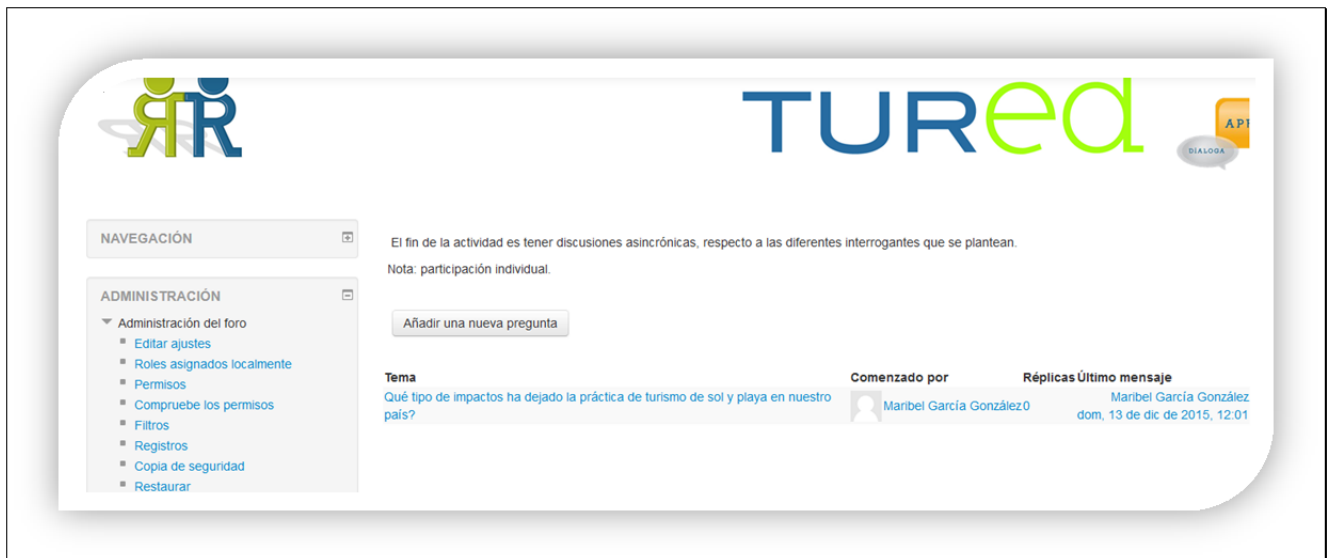 TURed
API
DIALOGA
NAVEGACIÓN
ADMINISTRACIÓN
Administración del foro
Editar ajustes
Roles asignados localmente
Permisos
Compruebe los permisos
Filtros
Registros
Copia de seguridad
Restaurar
El fin de la actividad es tener discusiones asincrónicas, respecto a las diferentes interrogantes que se plantean.
Nota: participación individual.
Añadir una nueva pregunta
Tema Comenzado por Réplicas Último mensaje
Qué tipo de impactos ha dejado la práctica de turismo de sol y playa en nuestro
país?
Maribel García González 0
Maribel García González
dom, 13 de dic de 2015, 12:01